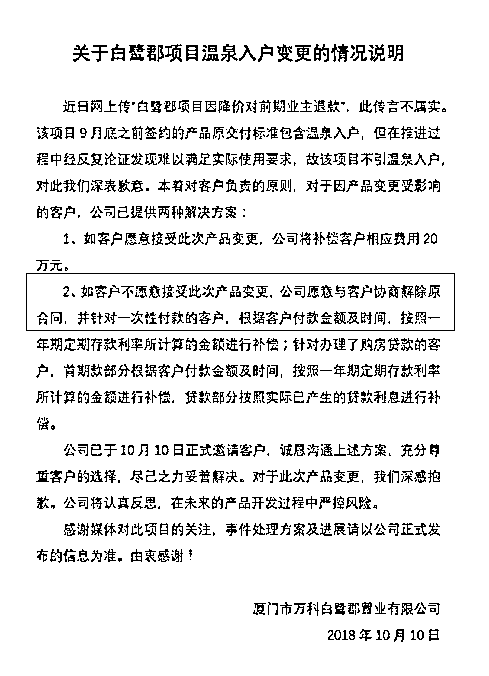 关于白鹭郡项目温泉入户变更的情况说明
近日网上传“白鹭郡项目因降价对前期业主退款”，此传言不属实。
该项目9月底之前签约的产品原交付标准包含温泉入户，但在推进过
程中经反复论证发现难以满足实际使用要求，故该项目不引温泉入户，
对此我们深表歉意。本着对客户负责的原则，对于因产品变更受影响
的客户，公司已提供两种解决方案：
1、如客户愿意接受此次产品变更，公司将补偿客户相应费用20
万元。
2、如客户不愿意接受此次产品变更，公司愿意与客户协商解除原
合同，并针对一次性付款的客户，根据客户付款金额及时间，按照一
年期定期存款利率所计算的金额进行补偿；针对办理了购房贷款的客
户，首期款部分根据客户付款金额及时间，按照一年期定期存款利率
所计算的金额进行补偿，贷款部分按照实际已产生的贷款利息进行补
偿。
公司已于10月10日正式邀请客户，诚恳沟通上述方案，充分尊
重客户的选择，尽己之力妥善解决。对于此次产品变更，我们深感抱
歉。公司将认真反思，在未来的产品开发过程中严控风险。
感谢媒体对此项目的关注，事件处理方案及进展请以公司正式发
布的信息为准。由衷感谢！
厦门市万科白鹭郡置业有限公司
2018年10月10日